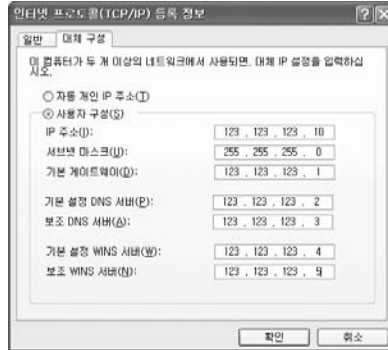 인터넷 프로토콜(TCP/IP) 등록 정보
일반 대체 구성
이 컴퓨터가 두 개 이상의 네트워크에서 사용되면, 대체 IP 설정을 입력하십
시오.
자동 개인 IP 주소(T)
사용자 구성(S)
IP 주소(I): 123 . 123 . 123 . 10
서브넷 마스크(U): 255 . 255 . 255 . 0
기본 게이트웨이(D): 123 . 123 . 123 . 1
기본 설정 DNS 서버(P): 123 . 123 . 123 . 2
보조 DNS 서버(A): 123 . 123 . 123 . 3
기본 설정 WINS 서버(W): 123 . 123 . 123 . 4
보조 WINS 서버(N): 123 . 123 . 123 . 5
확인 취소